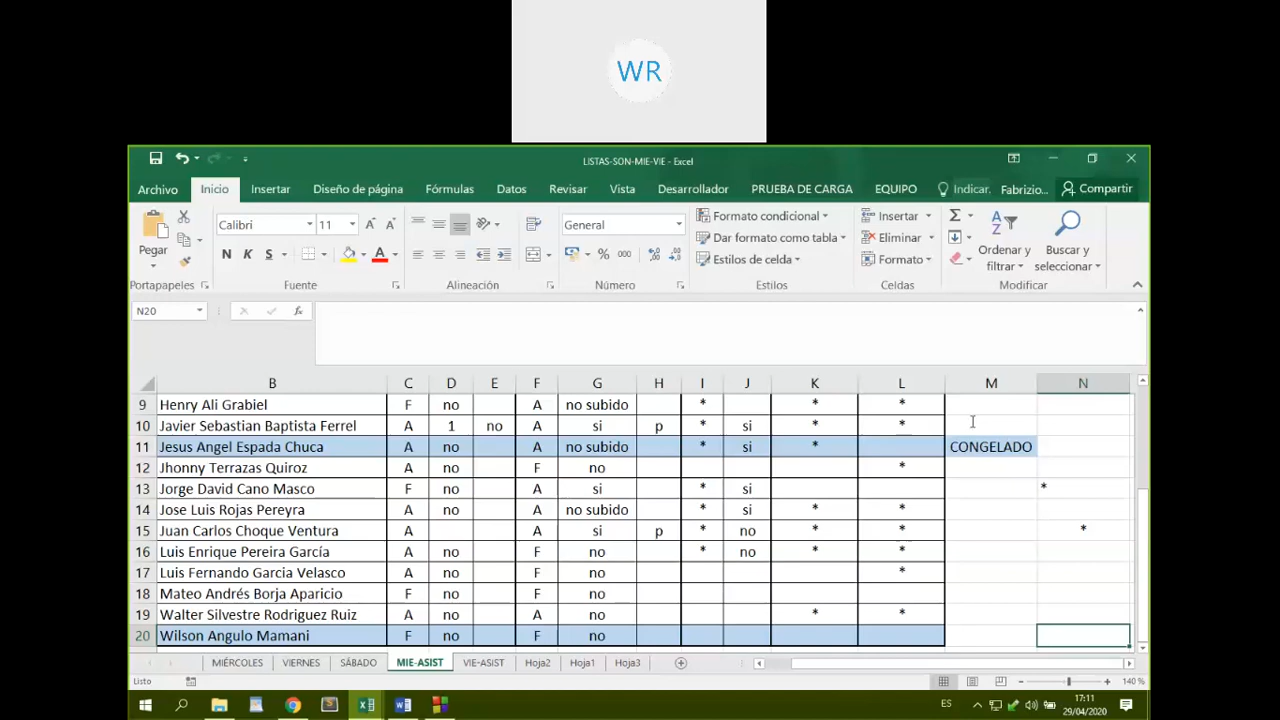 WR
LISTAS-SON-MIE-VIE - Excel
Archivo Inicio Insertar Diseño de página Fórmulas Datos Revisar Vista Desarrollador PRUEBA DE CARGA EQUIPO Indicar. Fabrizio... Compartir
Pegar
Calibri 11
General
Formato condicional
Dar formato como tabla
Estilos de celda
Insertar
Eliminar
Formato
Ordenar y filtrar
Buscar y seleccionar
N K S
% 000
Portapapeles Fuente Alineación Número Estilos Celdas Modificar
N20 fx
B C D E F G H I J K L M N
9 Henry Ali Grabiel F no A no subido * * *
10 Javier Sebastian Baptista Ferrel A 1 no A si p * si * *
11 Jesus Angel Espada Chuca A no A no subido * si * CONGELADO
12 Jhonny Terrazas Quiroz A no F no *
13 Jorge David Cano Masco F no A si * si *
14 Jose Luis Rojas Pereyra A no A no subido * si * *
15 Juan Carlos Choque Ventura A A si p * no * * *
16 Luis Enrique Pereira García A no F no * no * *
17 Luis Fernando Garcia Velasco A no F no *
18 Mateo Andrés Borja Aparicio F no F no
19 Walter Silvestre Rodriguez Ruiz A no A no * *
20 Wilson Angulo Mamani F no F no
MIÉRCOLES VIERNES SÁBADO MIE-ASIST VIE-ASIST Hoja2 Hoja1 Hoja3
Listo 140 %
ES 17:11
29/04/2020